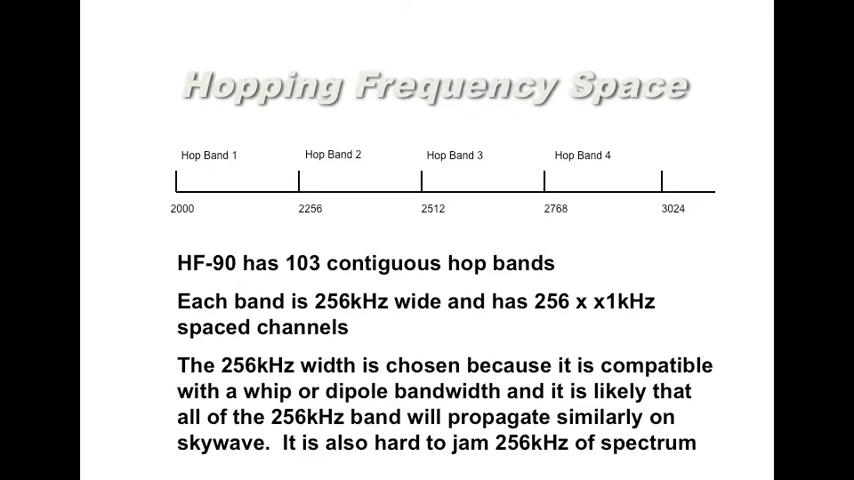 Hopping Frequency Space
Hop Band 1 Hop Band 2 Hop Band 3 Hop Band 4
2000 2256 2512 2768 3024
HF-90 has 103 contiguous hop bands
Each band is 256kHz wide and has 256 x x1kHz
spaced channels
The 256kHz width is chosen because it is compatible
with a whip or dipole bandwidth and it is likely that
all of the 256kHz band will propagate similarly on
skywave.  It is also hard to jam 256kHz of spectrum